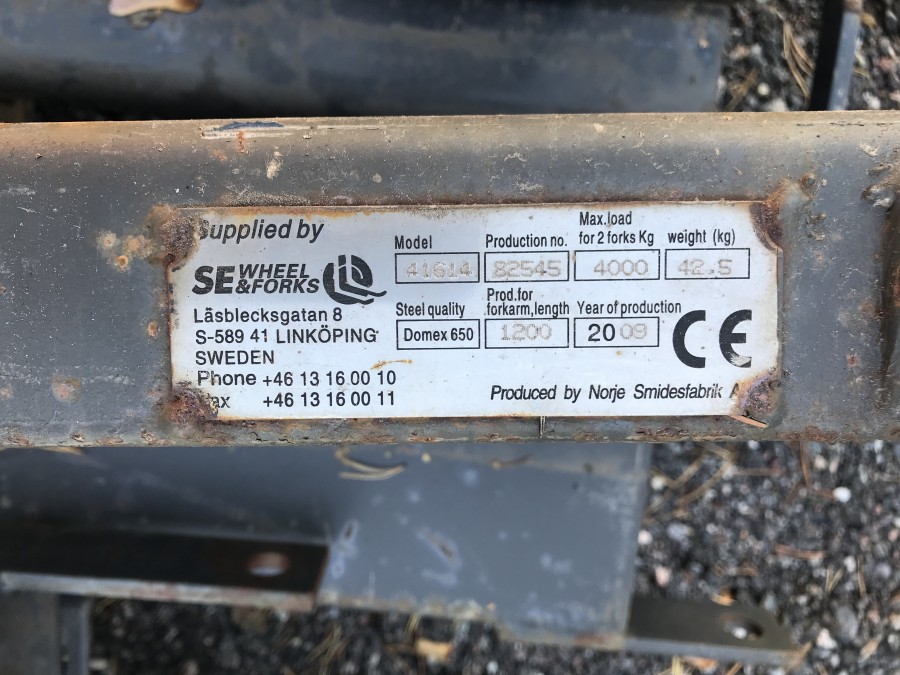 Supplied by
SE WHEEL
&FORKS
Läsblecksgatan 8
S-589 41 LINKÖPING
SWEDEN
Phone +46 13 16 00 10
Fax +46 13 16 00 11
Model
41614
Production no.
82545
Max.load
for 2 forks Kg
4000
weight (kg)
42.5
Steel quality
Domex 650
Prod.for
forkarm,length
1200
Year of production
2009
CE
Produced by Norje Smidesfabrik A